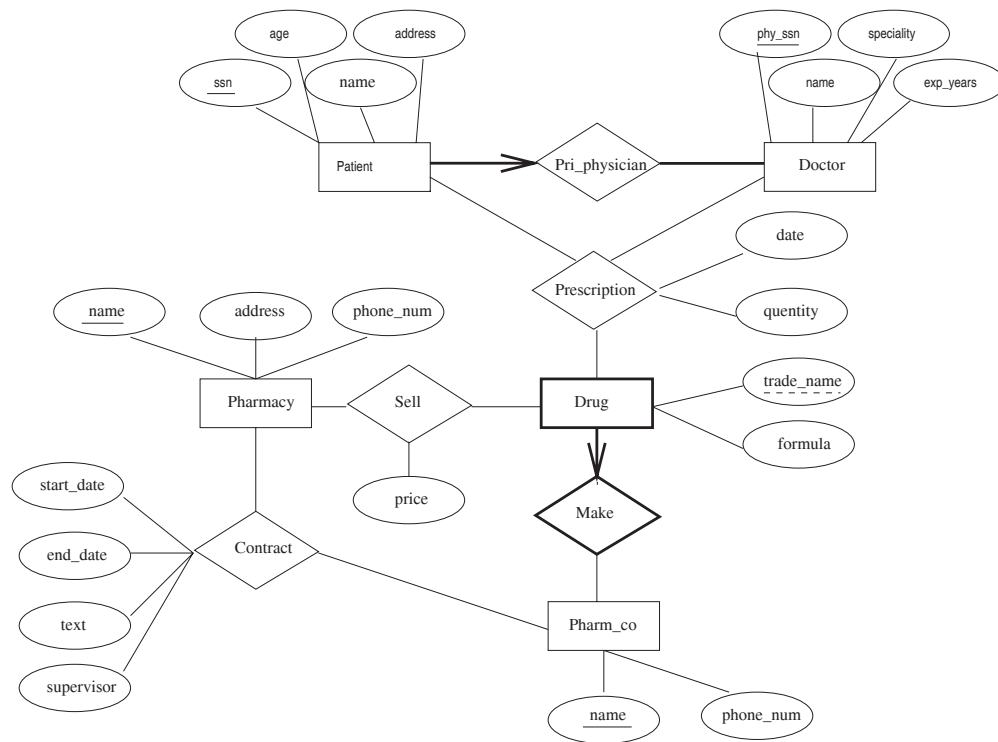 age
address
phy_ssn
speciality
ssn
name
name
exp_years
Patient
Pri_physician
Doctor
date
Prescription
name
address
phone_num
quentity
trade_name
Pharmacy
Sell
Drug
formula
start_date
price
Make
end_date
Contract
text
Pharm_co
supervisor
name
phone_num